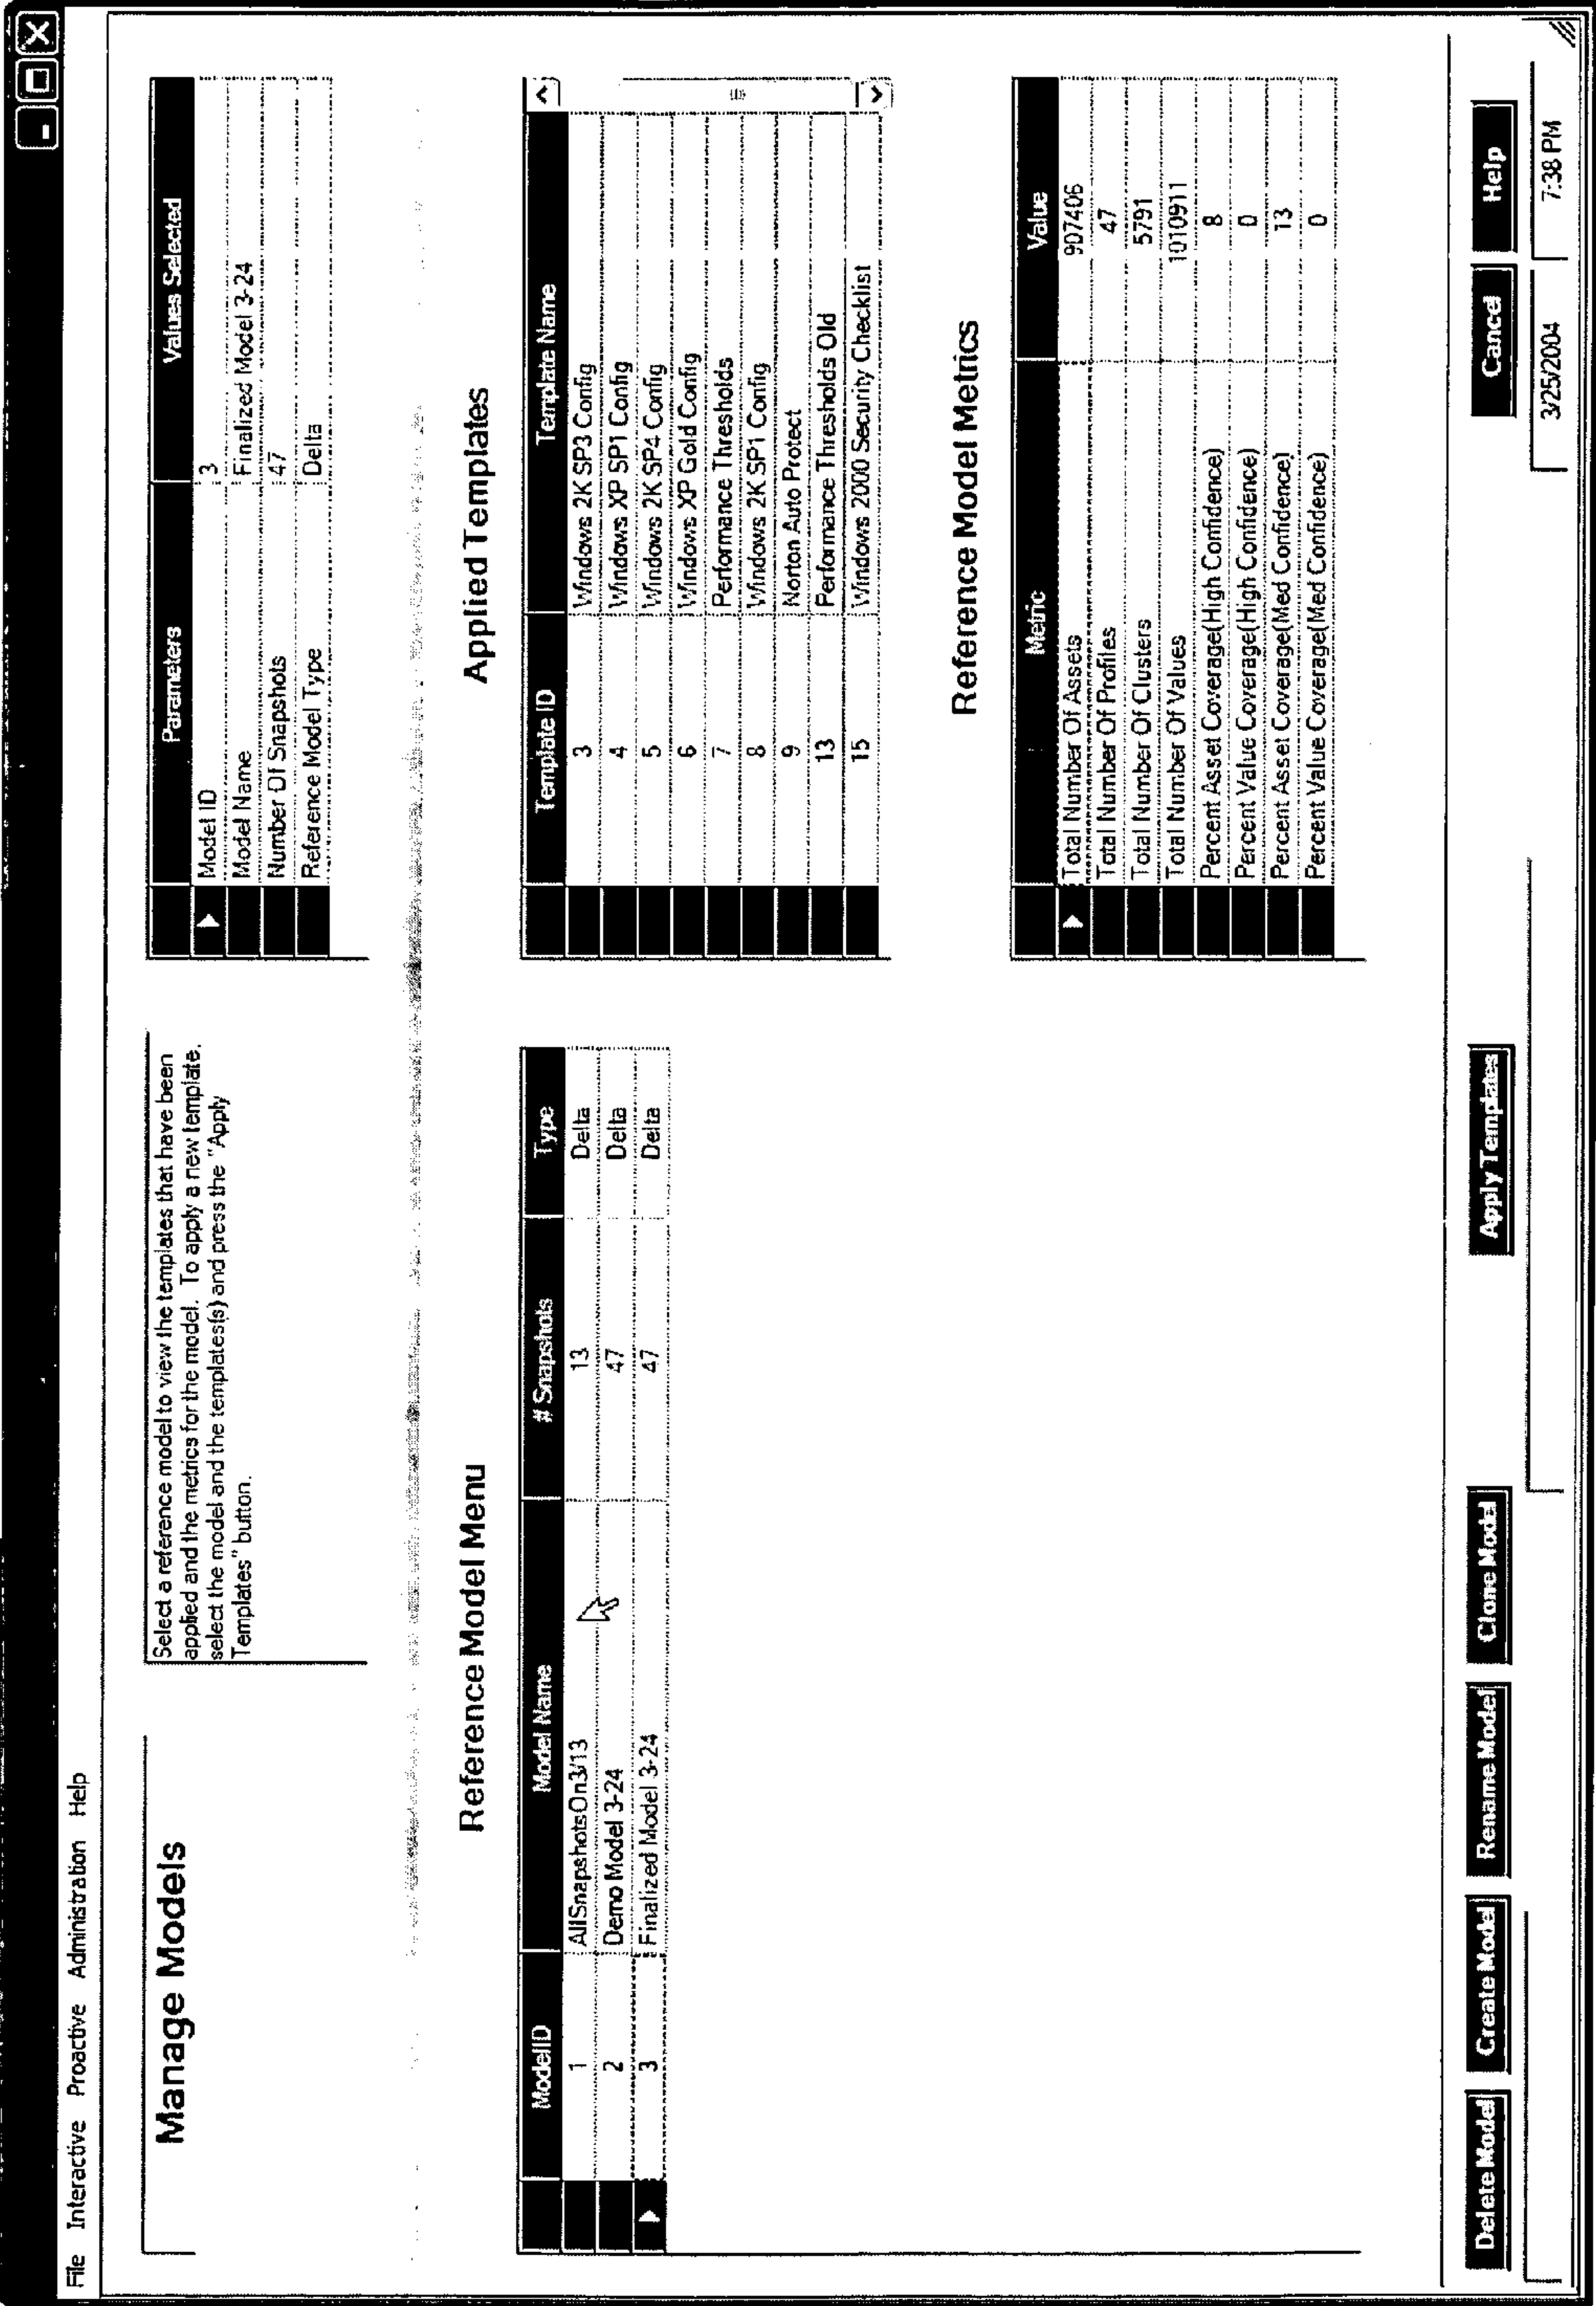 File Interactive Proactive Administration Help
Manage Models
Select a reference model to view the templates that have been
applied and the metrics for the model. To apply a new template,
select the model and the templates(s) and press the "Apply
Templates" button.
Parameters Values Selected
Model ID 3
Model Name Finalized Model 3-24
Number Of Snapshots 47
Reference Model Type Delta
Reference Model Menu
ModelID Model Name # Snapshots Type
1 AllSnapshotsOn3/13 13 Delta
2 Demo Model 3-24 47 Delta
3 Finalized Model 3-24 47 Delta
Applied Templates
Template ID Template Name
3 Windows 2K SP3 Config
4 Windows XP SP1 Config
5 Windows 2K SP4 Config
6 Windows XP Gold Config
7 Performance Thresholds
8 Windows 2K SP1 Config
9 Norton Auto Protect
13 Performance Thresholds Old
15 Windows 2000 Security Checklist
Reference Model Metrics
Metric Value
Total Number Of Assets 907406
Total Number Of Profiles 47
Total Number Of Clusters 5791
Total Number Of Values 1010911
Percent Asset Coverage(High Confidence) 8
Percent Value Coverage(High Confidence) 0
Percent Asset Coverage(Med Confidence) 13
Percent Value Coverage(Med Confidence) 0
Delete Model Create Model Rename Model Clone Model Apply Templates Cancel Help
3/25/2004 7:38 PM